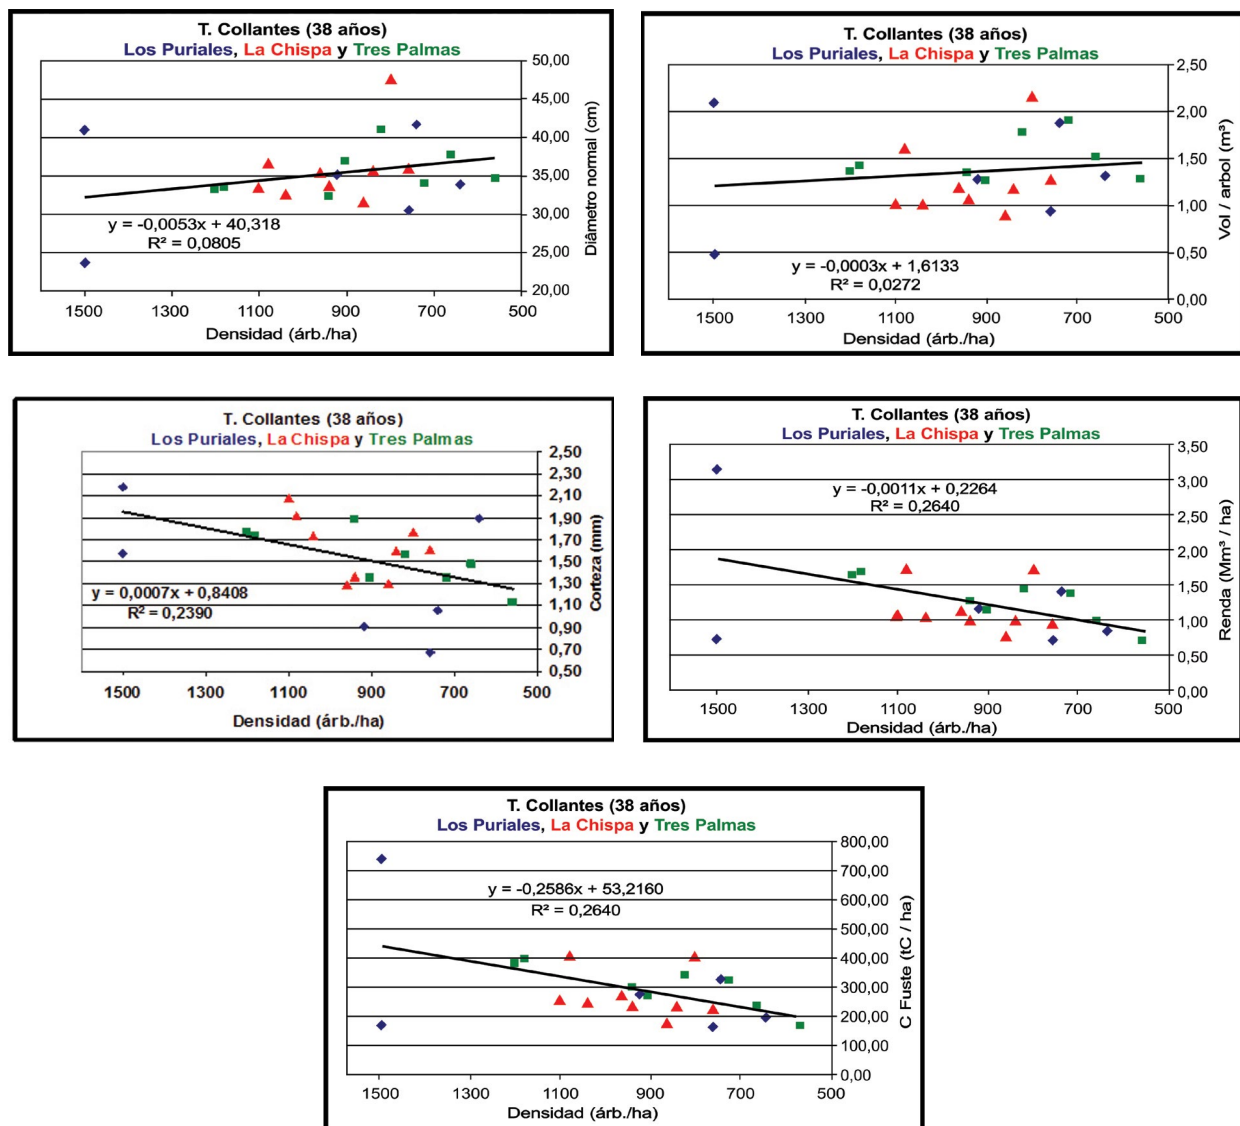 T. Collantes (38 años)
Los Puriales, La Chispa y Tres Palmas
50,00
45,00
40,00
35,00
30,00
25,00
20,00
Diâmetro normal (cm)
y = -0,0053x + 40,318
R² = 0,0805
1500 1300 1100 900 700 500
Densidad (árb./ha)
T. Collantes (38 años)
Los Puriales, La Chispa y Tres Palmas
2,50
2,00
1,50
1,00
0,50
0,00
Vol / arbol (m³)
y = -0,0003x + 1,6133
R² = 0,0272
1500 1300 1100 900 700 500
Densidad (árb./ha)
T. Collantes (38 años)
Los Puriales, La Chispa y Tres Palmas
2,50
2,30
2,10
1,90
1,70
1,50
1,30
1,10
0,90
0,70
0,50
Corteza (mm)
y = 0,0007x + 0,8408
R² = 0,2390
1500 1300 1100 900 700 500
Densidad (árb./ha)
T. Collantes (38 años)
Los Puriales, La Chispa y Tres Palmas
3,50
3,00
2,50
2,00
1,50
1,00
0,50
0,00
Renda (Mm³ / ha)
y = -0,0011x + 0,2264
R² = 0,2640
1500 1300 1100 900 700 500
Densidad (árb./ha)
T. Collantes (38 años)
Los Puriales, La Chispa y Tres Palmas
800,00
700,00
600,00
500,00
400,00
300,00
200,00
100,00
0,00
C Fuste (tC / ha)
y = -0,2586x + 53,2160
R² = 0,2640
1500 1300 1100 900 700 500
Densidad (árb./ha)